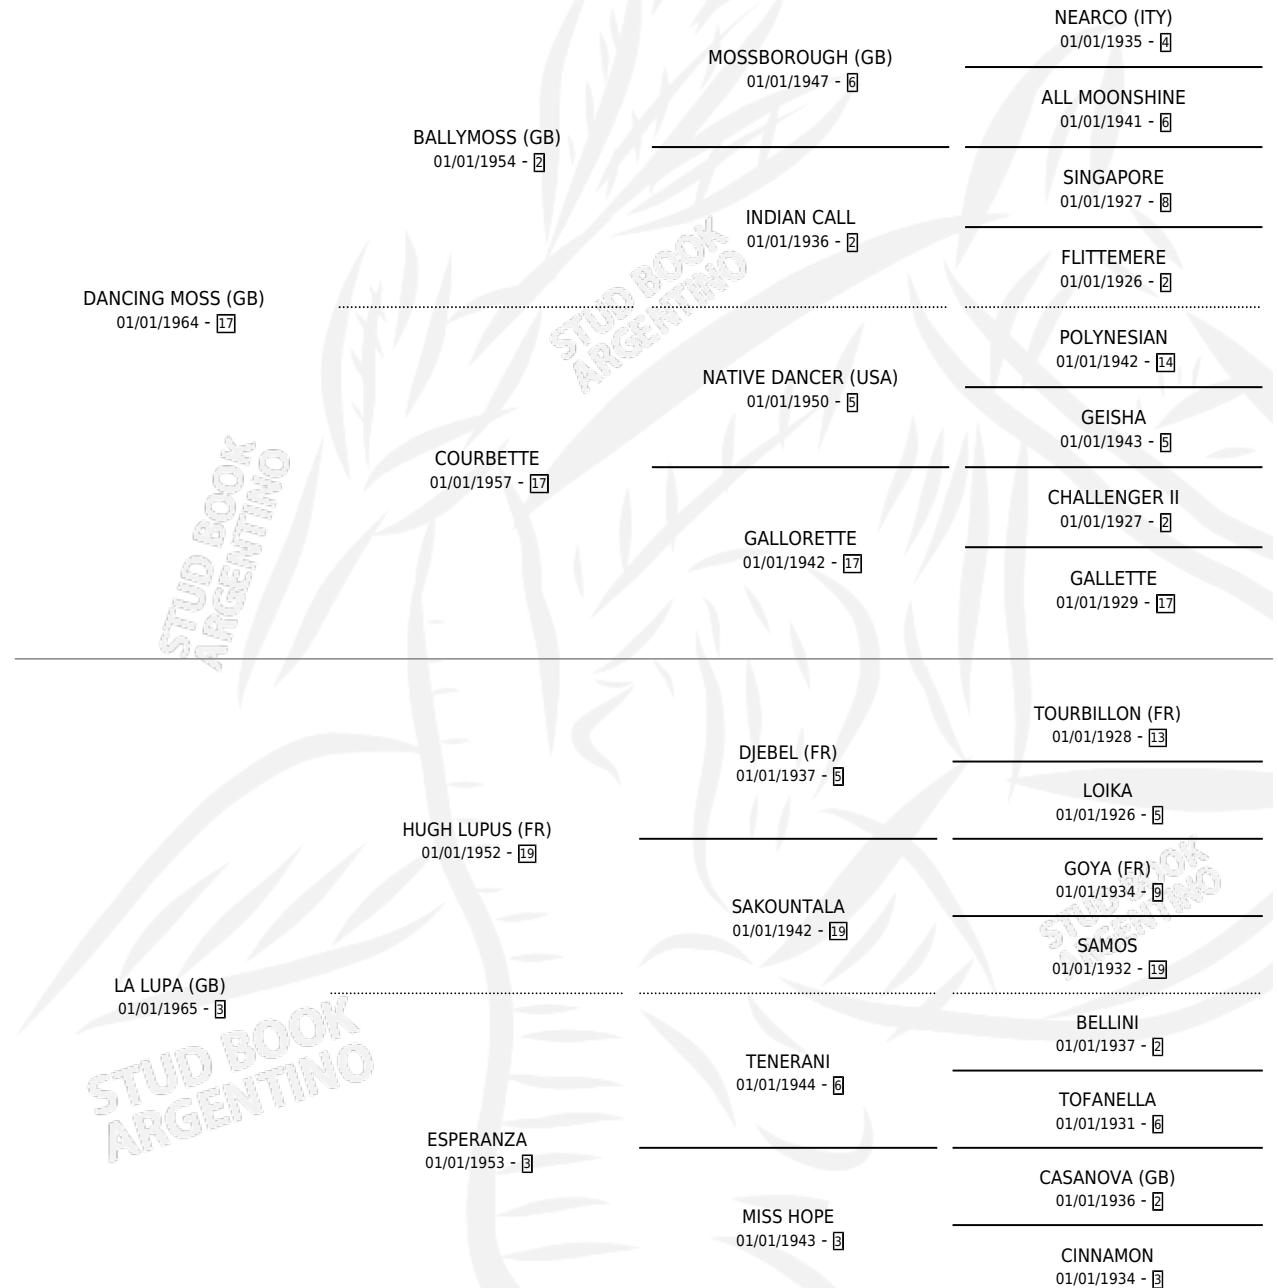 NEARCO (ITY)
01/01/1935 - 4
MOSSBOROUGH (GB)
01/01/1947 - 6
ALL MOONSHINE
01/01/1941 - 6
BALLYMOSS (GB)
01/01/1954 - 2
SINGAPORE
01/01/1927 - 8
INDIAN CALL
01/01/1936 - 2
FLITTEMERE
01/01/1926 - 2
DANCING MOSS (GB)
01/01/1964 - 17
POLYNESIAN
01/01/1942 - 14
NATIVE DANCER (USA)
01/01/1950 - 5
GEISHA
01/01/1943 - 5
COURBETTE
01/01/1957 - 17
CHALLENGER II
01/01/1927 - 2
GALLORETTE
01/01/1942 - 17
GALLETTE
01/01/1929 - 17
TOURBILLON (FR)
01/01/1928 - 13
DJEBEL (FR)
01/01/1937 - 5
LOIKA
01/01/1926 - 5
HUGH LUPUS (FR)
01/01/1952 - 19
GOYA (FR)
01/01/1934 - 9
SAKOUNTALA
01/01/1942 - 19
SAMOS
01/01/1932 - 19
LA LUPA (GB)
01/01/1965 - 3
BELLINI
01/01/1937 - 2
TENERANI
01/01/1944 - 6
TOFANELLA
01/01/1931 - 6
ESPERANZA
01/01/1953 - 3
CASANOVA (GB)
01/01/1936 - 2
MISS HOPE
01/01/1943 - 3
CINNAMON
01/01/1934 - 3
STUD BOOK
ARGENTINO
STUD BOOK
ARGENTINO
STUD BOOK
ARGENTINO
STUD BOOK
ARGENTINO